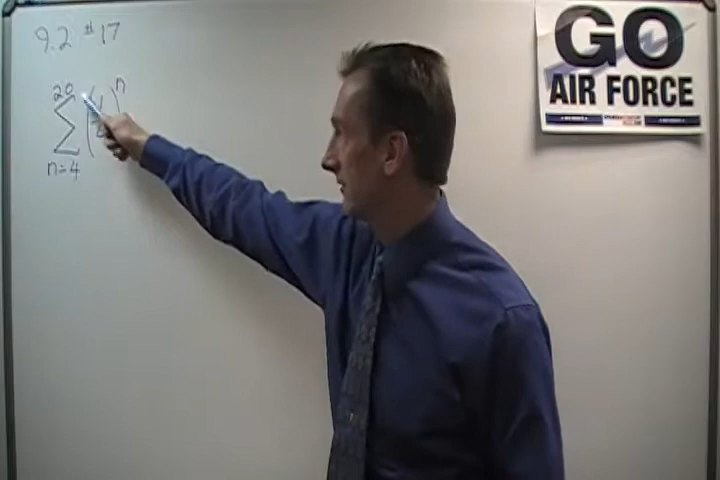 9.2 #17
20
Σ ( )ⁿ
n=4
GO
AIR FORCE